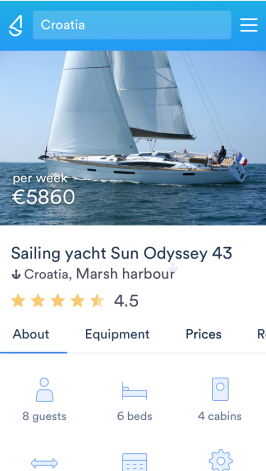 Croatia
per week
€5860
Sailing yacht Sun Odyssey 43
Croatia, Marsh harbour
4.5
About Equipment Prices
8 guests 6 beds 4 cabins